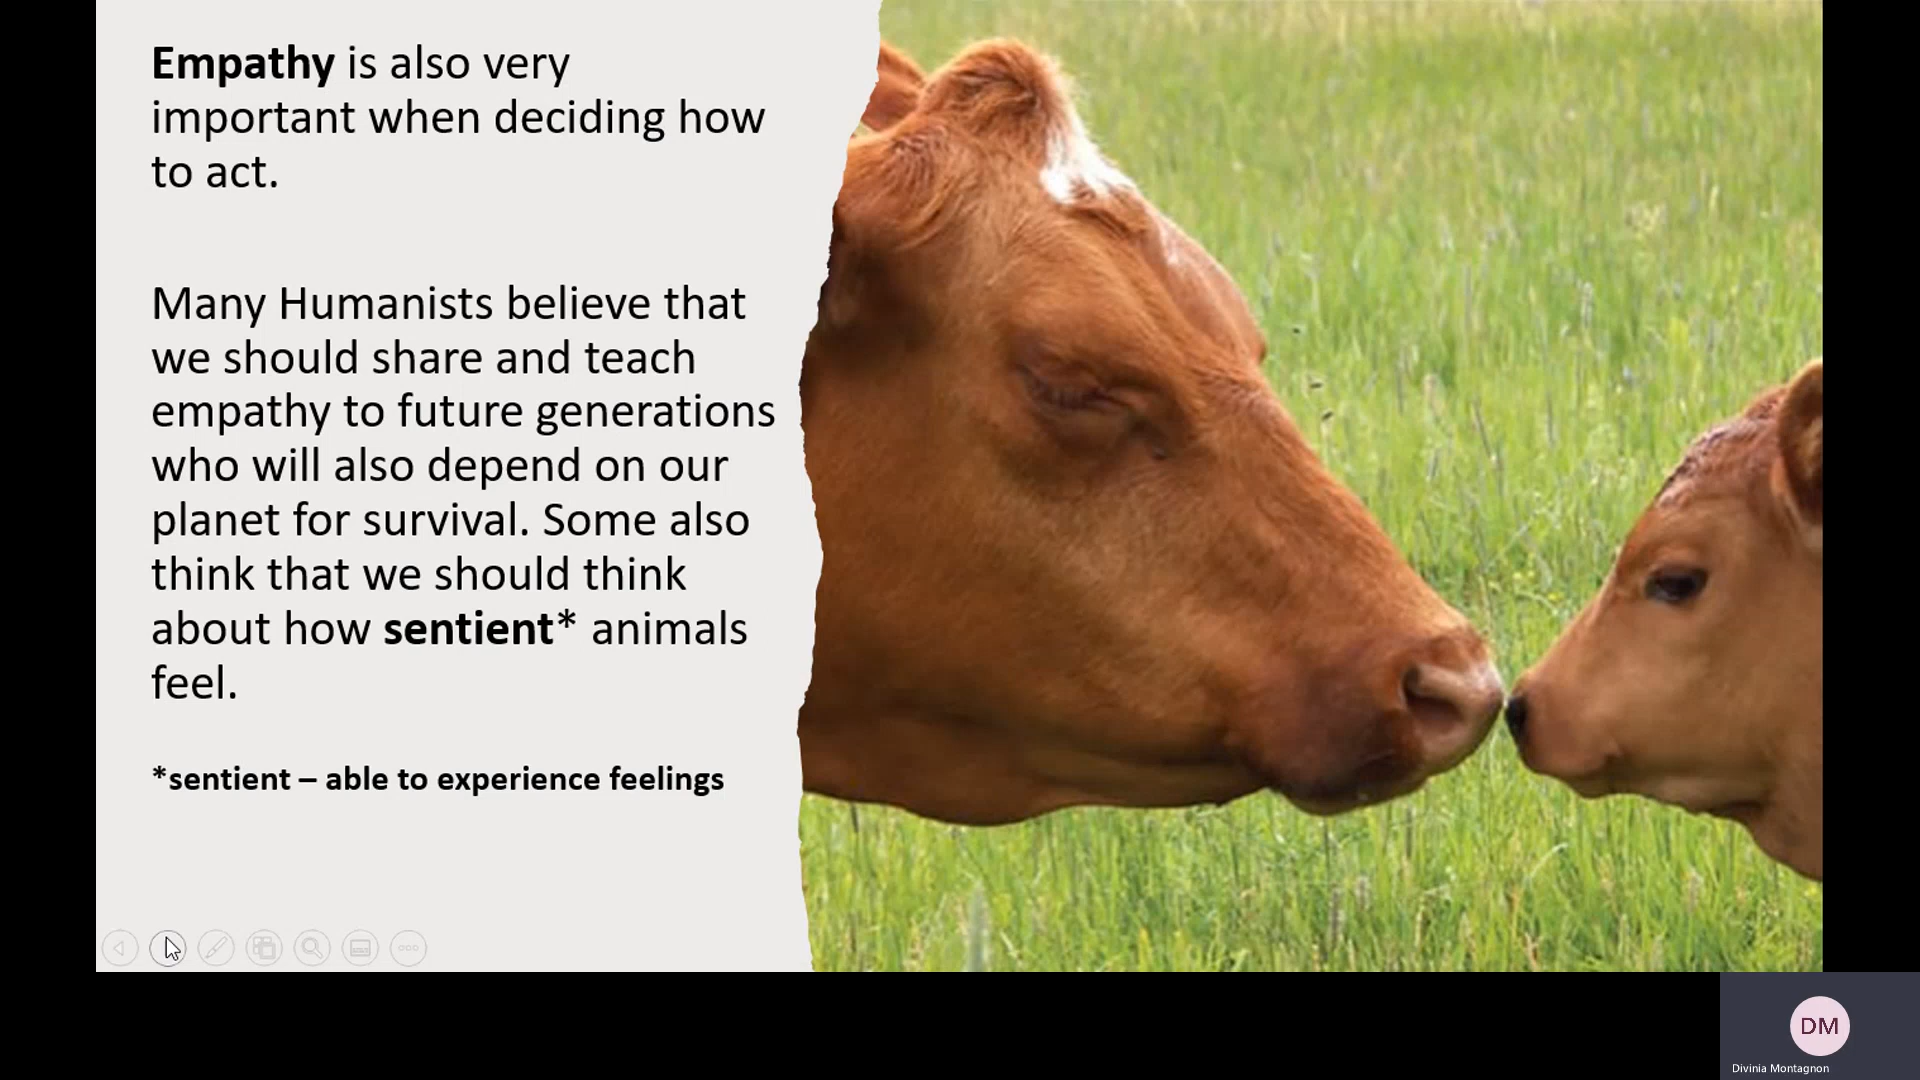 Empathy is also very
important when deciding how
to act.
Many Humanists believe that
we should share and teach
empathy to future generations
who will also depend on our
planet for survival. Some also
think that we should think
about how sentient* animals
feel.
*sentient – able to experience feelings
DM
Divinia Montagnon